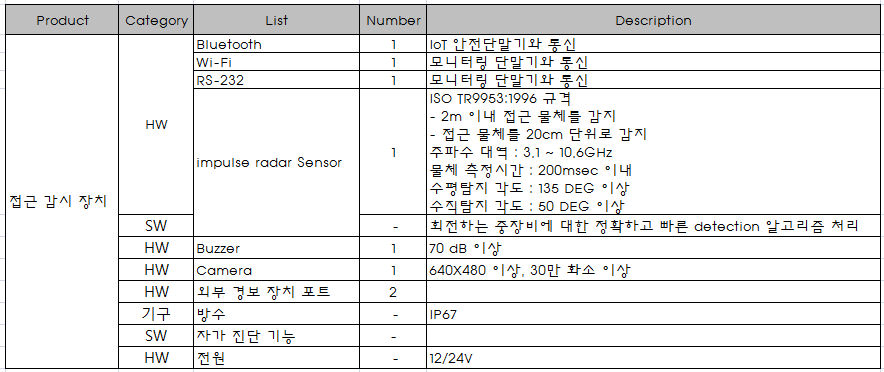 Product Category List Number Description
접근 감시 장치
HW
Bluetooth 1 IoT 안전단말기와 통신
Wi-Fi 1 모니터링 단말기와 통신
RS-232 1 모니터링 단말기와 통신
impulse radar Sensor 1
ISO TR9953:1996 규격
- 2m 이내 접근 물체를 감지
- 접근 물체를 20cm 단위로 감지
주파수 대역 : 3.1 ~ 10.6GHz
물체 측정시간 : 200msec 이내
수평탐지 각도 : 135 DEG 이상
수직탐지 각도 : 50 DEG 이상
SW - 회전하는 중장비에 대한 정확하고 빠른 detection 알고리즘 처리
HW Buzzer 1 70 dB 이상
HW Camera 1 640X480 이상, 30만 화소 이상
HW 외부 경보 장치 포트 2
기구 방수 - IP67
SW 자가 진단 기능 -
HW 전원 - 12/24V